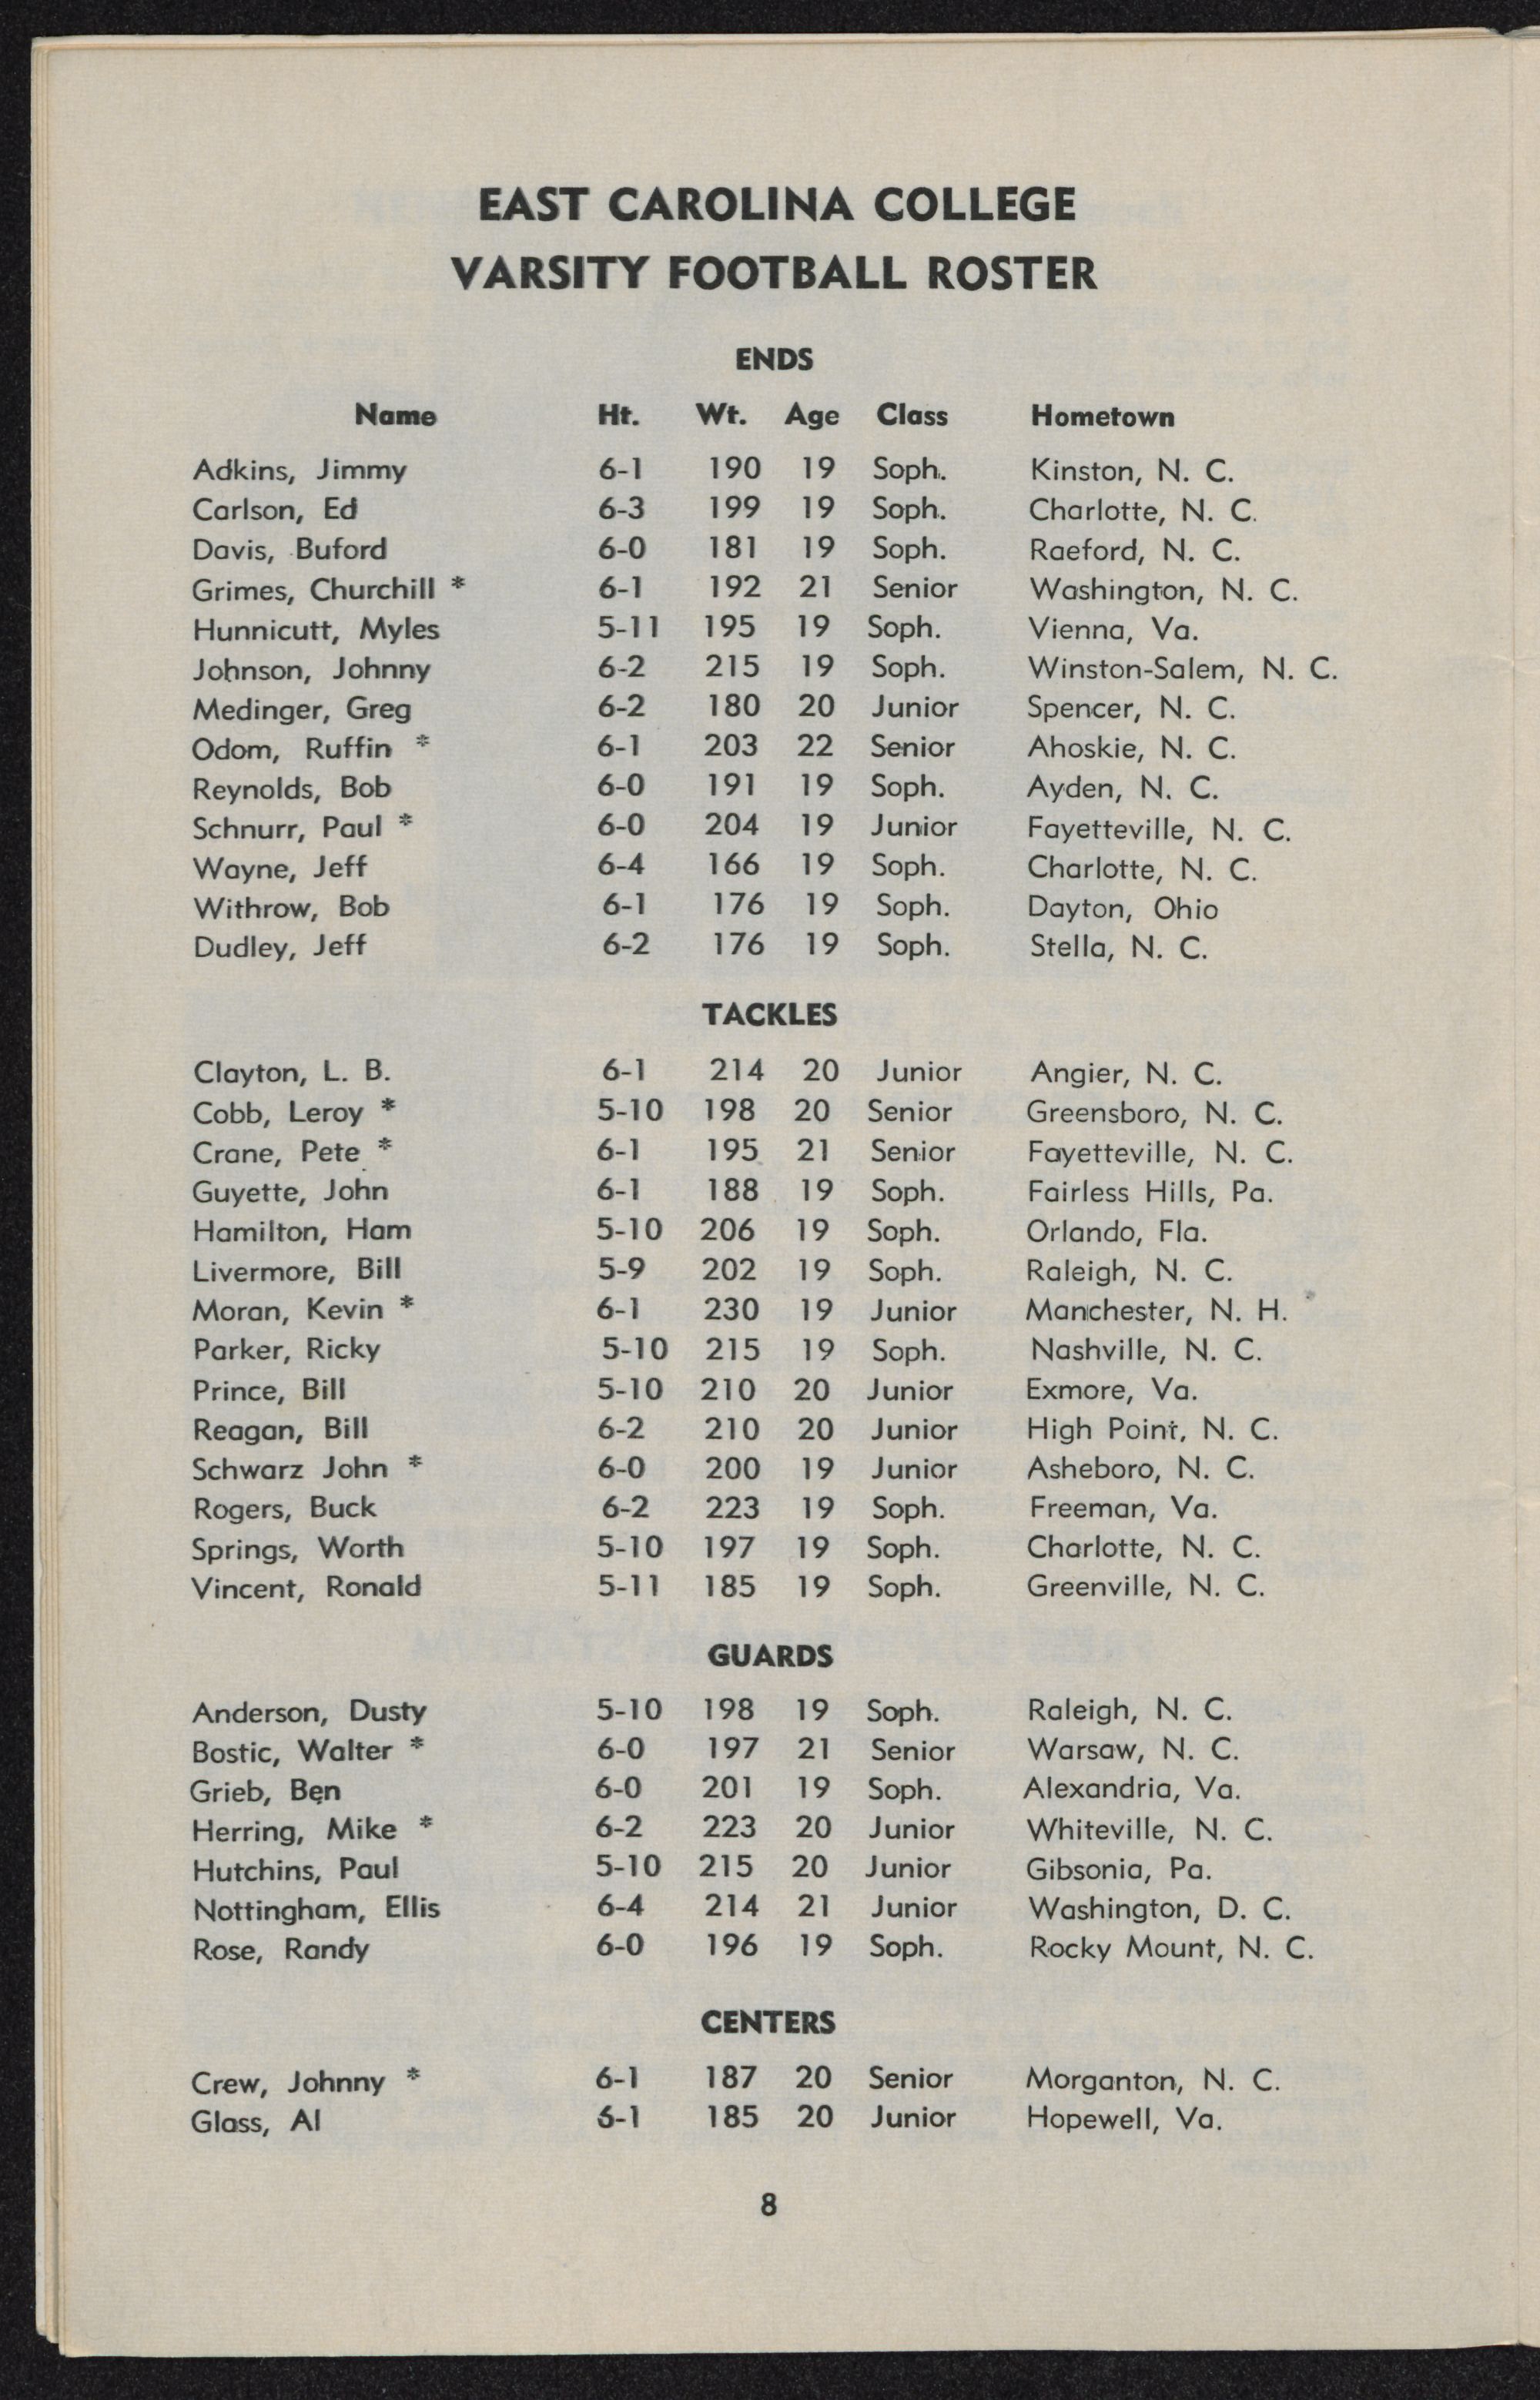 EAST CAROLINA COLLEGE
VARSITY FOOTBALL ROSTER
ENDS
Name Ht. Wt. Age Class Hometown
Adkins, Jimmy 6-1 190 19 Soph. Kinston, N. C.
Carlson, Ed 6-3 199 19 Soph. Charlotte, N. C.
Davis, Buford 6-0 181 19 Soph. Raeford, N. C.
Grimes, Churchill * 6-1 192 21 Senior Washington, N. C.
Hunnicutt, Myles 5-11 195 19 Soph. Vienna, Va.
Johnson, Johnny 6-2 215 19 Soph. Winston-Salem, N. C.
Medinger, Greg 6-2 180 20 Junior Spencer, N. C.
Odom, Ruffin * 6-1 203 22 Senior Ahoskie, N. C.
Reynolds, Bob 6-0 191 19 Soph. Ayden, N. C.
Schnurr, Paul * 6-0 204 19 Junior Fayetteville, N. C.
Wayne, Jeff 6-4 166 19 Soph. Charlotte, N. C.
Withrow, Bob 6-1 176 19 Soph. Dayton, Ohio
Dudley, Jeff 6-2 176 19 Soph. Stella, N. C.
TACKLES
Clayton, L. B. 6-1 214 20 Junior Angier, N. C.
Cobb, Leroy * 5-10 198 20 Senior Greensboro, N. C.
Crane, Pete * 6-1 195 21 Senior Fayetteville, N. C.
Guyette, John 6-1 188 19 Soph. Fairless Hills, Pa.
Hamilton, Ham 5-10 206 19 Soph. Orlando, Fla.
Livermore, Bill 5-9 202 19 Soph. Raleigh, N. C.
Moran, Kevin * 6-1 230 19 Junior Manchester, N. H.
Parker, Ricky 5-10 215 19 Soph. Nashville, N. C.
Prince, Bill 5-10 210 20 Junior Exmore, Va.
Reagan, Bill 6-2 210 20 Junior High Point, N. C.
Schwarz John * 6-0 200 19 Junior Asheboro, N. C.
Rogers, Buck 6-2 223 19 Soph. Freeman, Va.
Springs, Worth 5-10 197 19 Soph. Charlotte, N. C.
Vincent, Ronald 5-11 185 19 Soph. Greenville, N. C.
GUARDS
Anderson, Dusty 5-10 198 19 Soph. Raleigh, N. C.
Bostic, Walter * 6-0 197 21 Senior Warsaw, N. C.
Grieb, Ben 6-0 201 19 Soph. Alexandria, Va.
Herring, Mike * 6-2 223 20 Junior Whiteville, N. C.
Hutchins, Paul 5-10 215 20 Junior Gibsonia, Pa.
Nottingham, Ellis 6-4 214 21 Junior Washington, D. C.
Rose, Randy 6-0 196 19 Soph. Rocky Mount, N. C.
CENTERS
Crew, Johnny * 6-1 187 20 Senior Morganton, N. C.
Glass, Al 6-1 185 20 Junior Hopewell, Va.
8